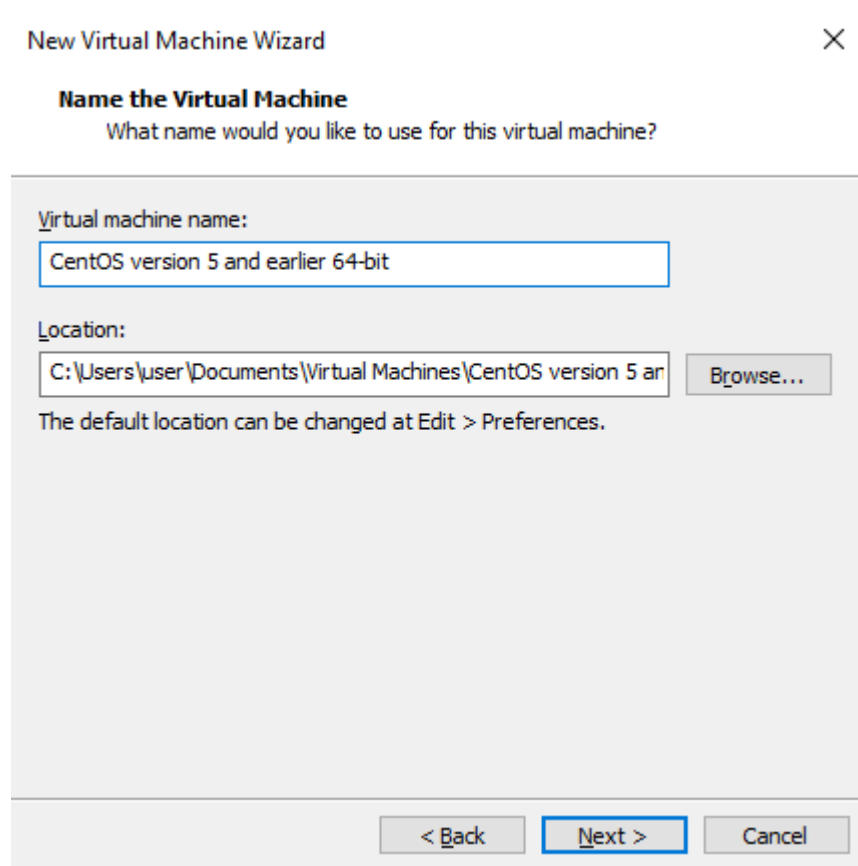 New Virtual Machine Wizard
Name the Virtual Machine
What name would you like to use for this virtual machine?
Virtual machine name:
CentOS version 5 and earlier 64-bit
Location:
C:\Users\user\Documents\Virtual Machines\CentOS version 5 an
Browse...
The default location can be changed at Edit > Preferences.
< Back Next > Cancel